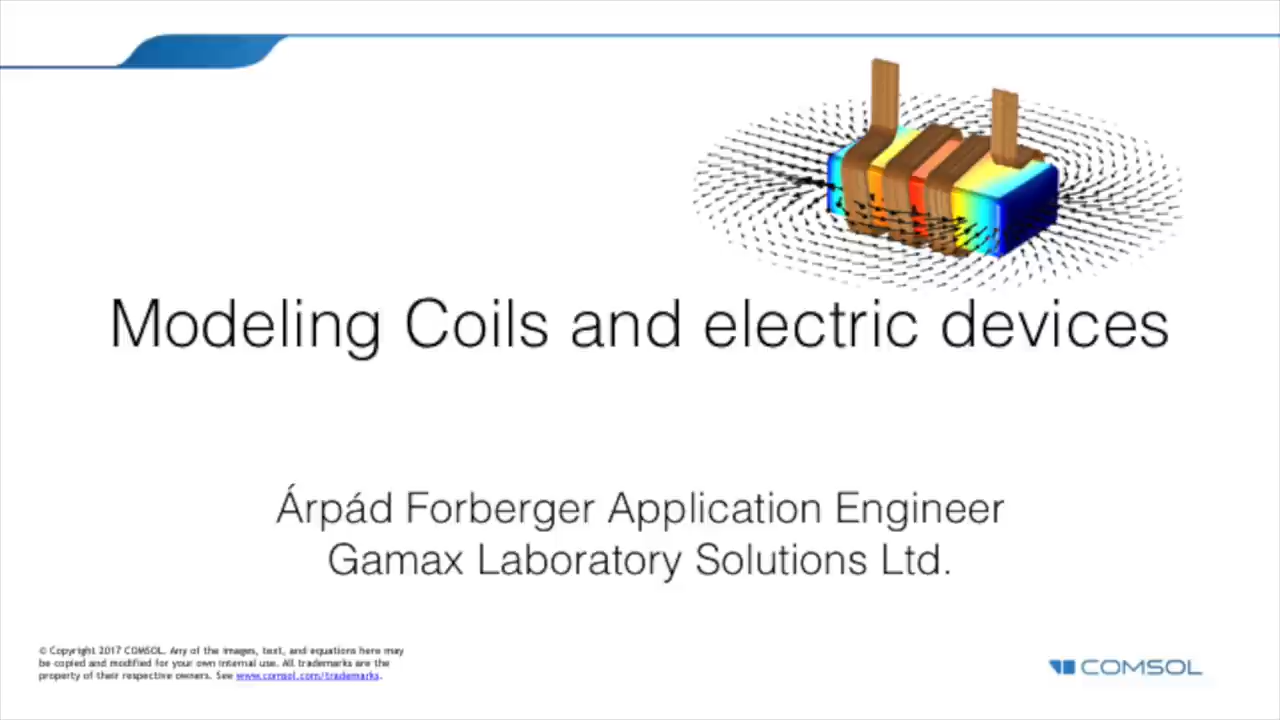 Modeling Coils and electric devices
Árpád Forberger Application Engineer
Gamax Laboratory Solutions Ltd.
© Copyright 2017 COMSOL. Any of the images, text, and equations here may
be copied and modified for your own internal use. All trademarks are the
property of their respective owners. See www.comsol.com/trademarks.
COMSOL